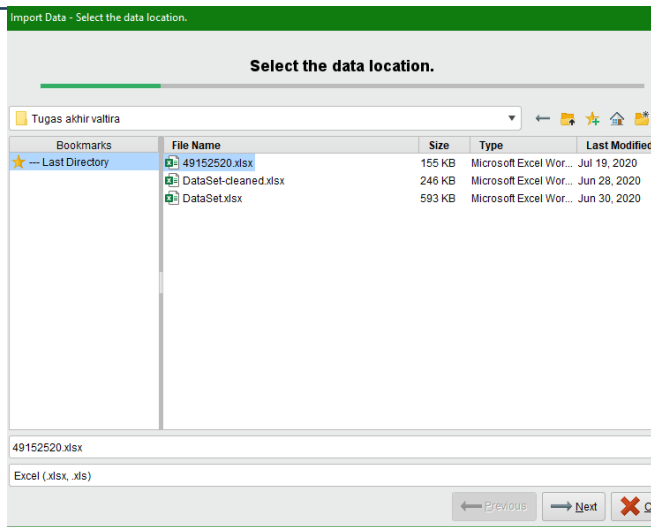 Import Data - Select the data location.
Select the data location.
Tugas akhir valtira
Bookmarks File Name Size Type Last Modified
--- Last Directory 49152520.xlsx 155 KB Microsoft Excel Wor... Jul 19, 2020
DataSet-cleaned.xlsx 246 KB Microsoft Excel Wor... Jun 28, 2020
DataSet.xlsx 593 KB Microsoft Excel Wor... Jun 30, 2020
49152520.xlsx
Excel (.xlsx, .xls)
Previous Next